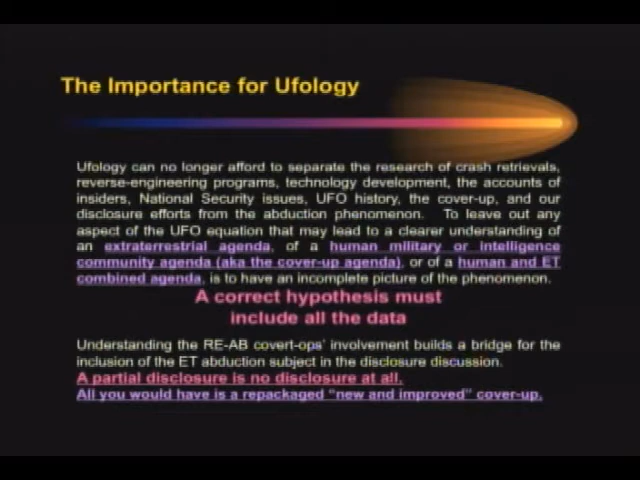 The Importance for Ufology
Ufology can no longer afford to separate the research of crash retrievals,
reverse-engineering programs, technology development, the accounts of
insiders, National Security issues, UFO history, the cover-up, and our
disclosure efforts from the abduction phenomenon. To leave out any
aspect of the UFO equation that may lead to a clearer understanding of
an extraterrestrial agenda, of a human military or intelligence
community agenda (aka the cover-up agenda), or of a human and ET
combined agenda, is to have an incomplete picture of the phenomenon.
A correct hypothesis must
include all the data
Understanding the RE-AB covert-ops' involvement builds a bridge for the
inclusion of the ET abduction subject in the disclosure discussion.
A partial disclosure is no disclosure at all.
All you would have is a repackaged "new and improved" cover-up.